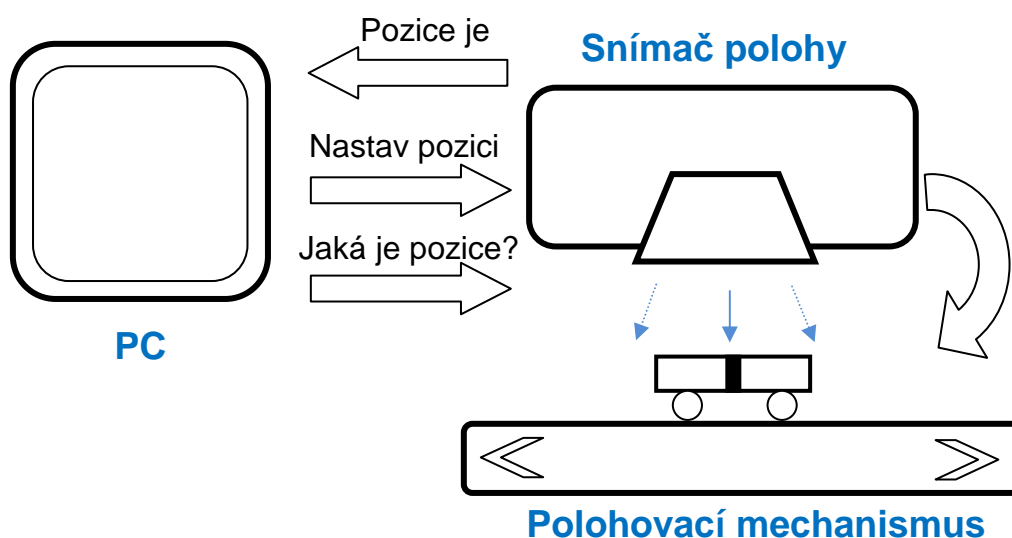 Pozice je
Snímač polohy
Nastav pozici
Jaká je pozice?
PC
Polohovací mechanismus